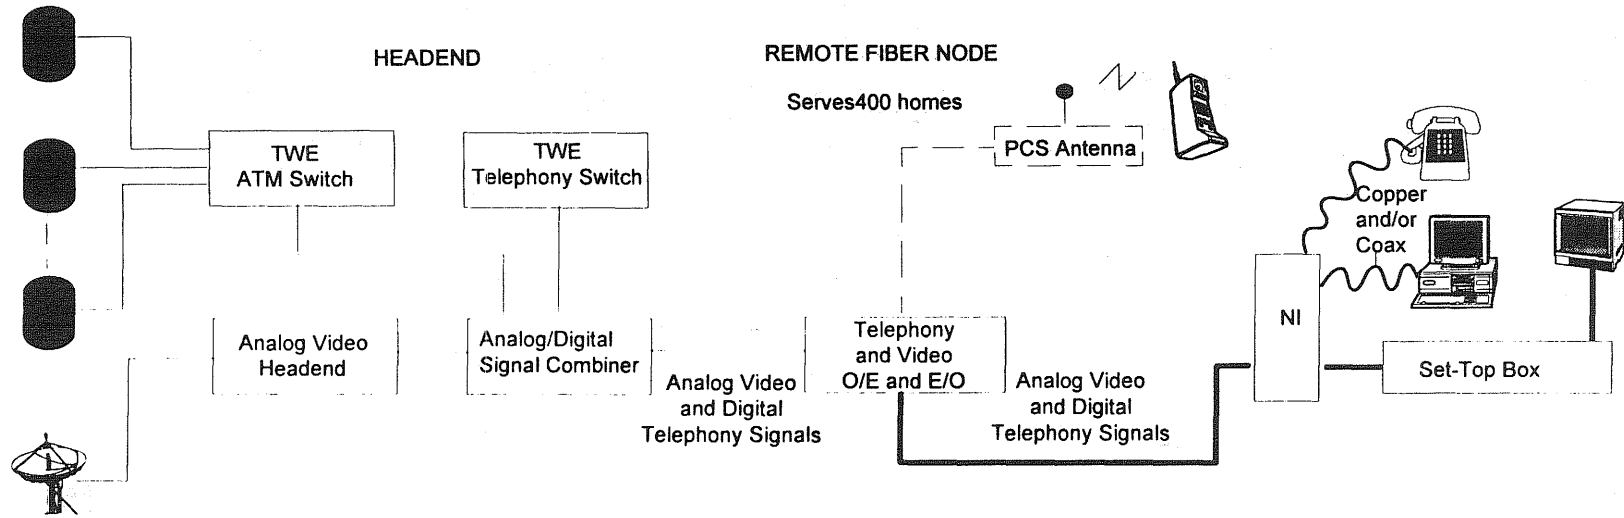 HEADEND
REMOTE FIBER NODE
Serves400 homes
TWE
ATM Switch
TWE
Telephony Switch
PCS Antenna
Copper
and/or
Coax
NI
Analog Video
Headend
Analog/Digital
Signal Combiner
Telephony
and Video
O/E and E/O
Set-Top Box
Analog Video
and Digital
Telephony Signals
Analog Video
and Digital
Telephony Signals